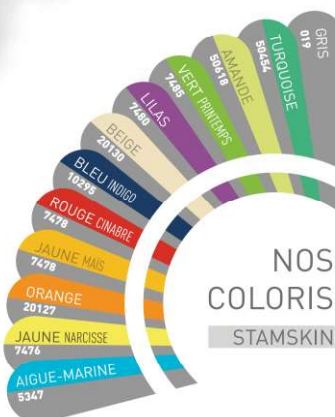 GRIS
019
TURQUOISE
50454
AMANDE
50618
VERT PRINTEMPS
7485
LILAS
7480
BEIGE
20130
BLEU INDIGO
10295
ROUGE CINABRE
7478
JAUNE MAÏS
7478
ORANGE
20127
JAUNE NARCISSE
7476
AIGUE-MARINE
5347
NOS
COLORIS
STAMSKIN